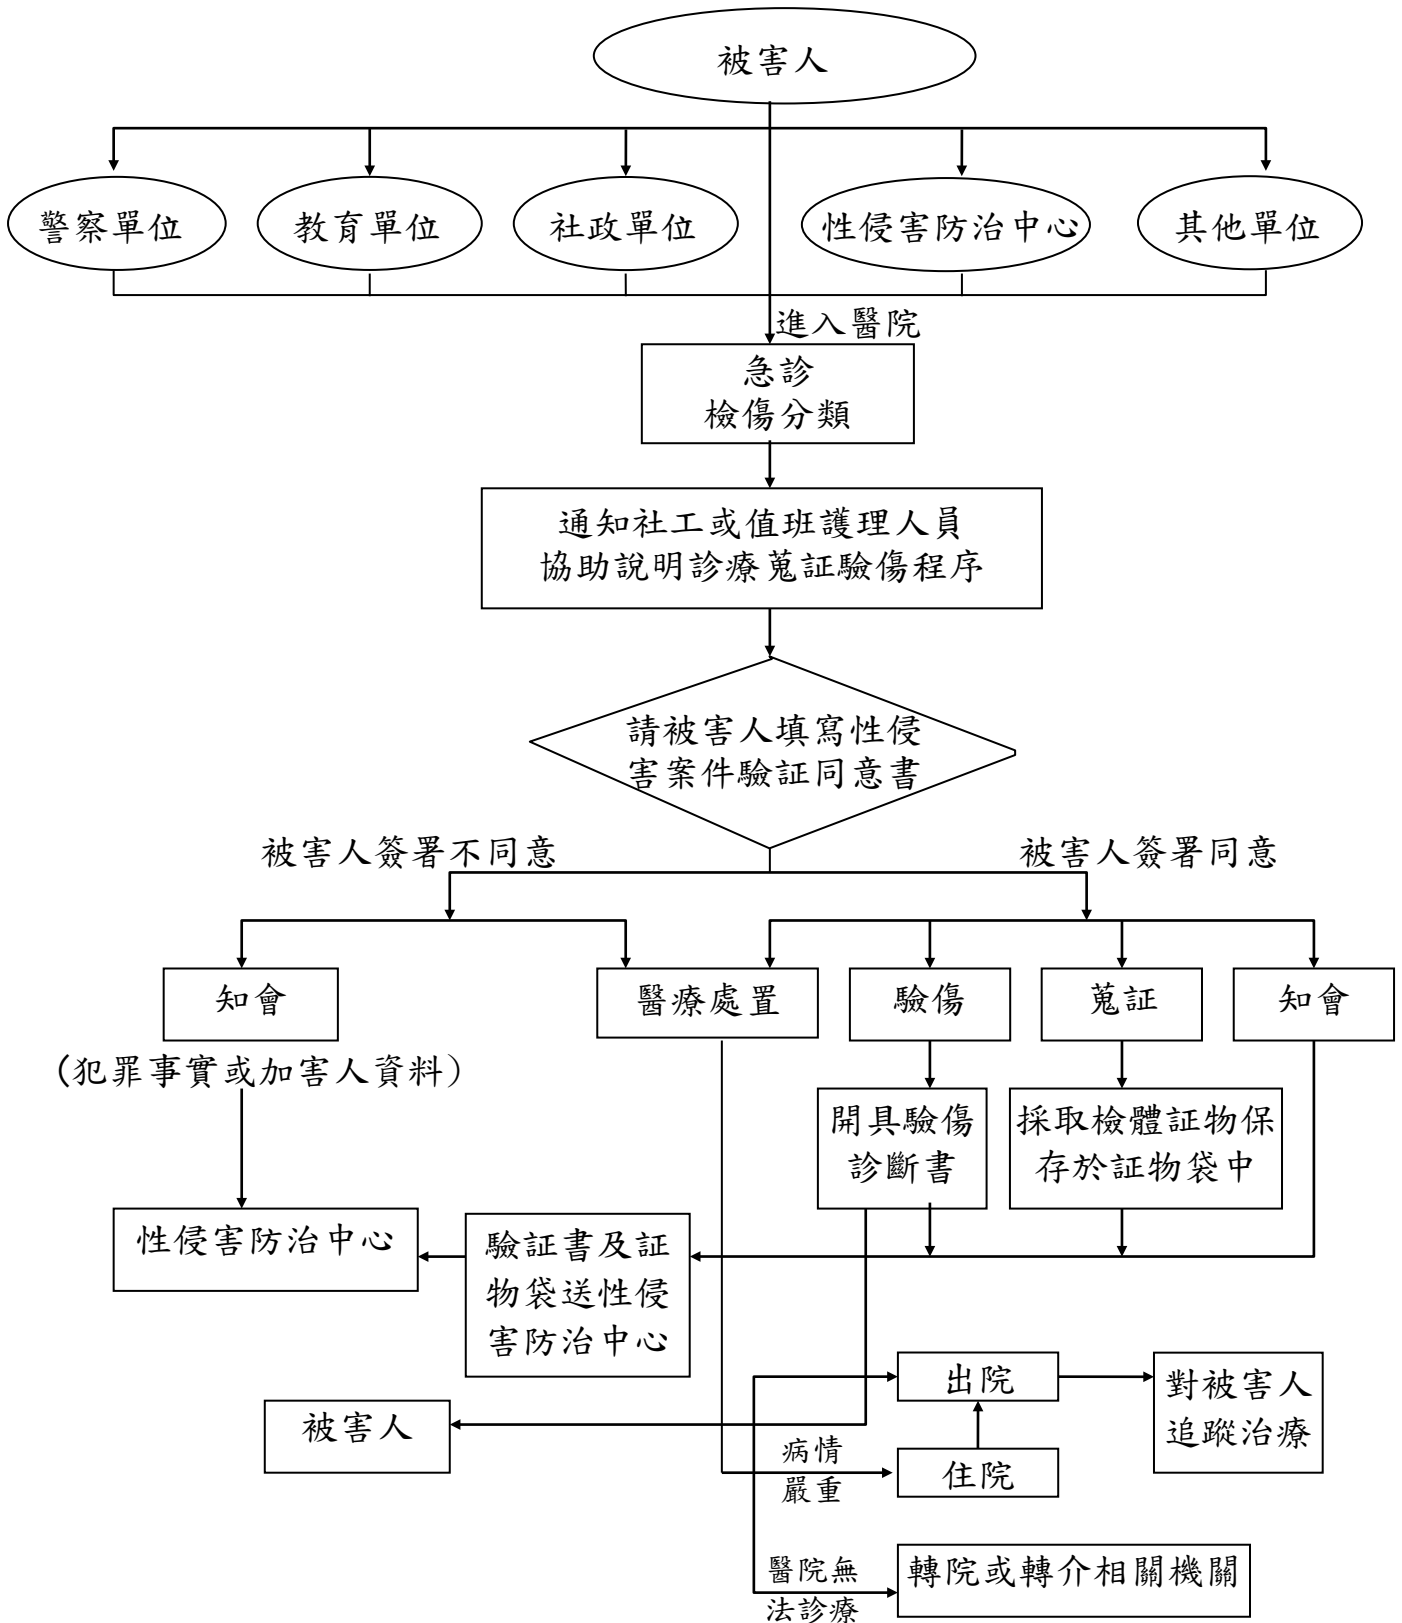 被害人
警察單位
教育單位
社政單位
性侵害防治中心
其他單位
進入醫院
急診
檢傷分類
通知社工或值班護理人員
協助說明診療蒐証驗傷程序
請被害人填寫性侵
害案件驗証同意書
被害人簽署不同意
被害人簽署同意
知會
醫療處置
驗傷
蒐証
知會
(犯罪事實或加害人資料)
開具驗傷
診斷書
採取檢體証物保
存於証物袋中
性侵害防治中心
驗証書及証
物袋送性侵
害防治中心
出院
對被害人
追蹤治療
被害人
病情
嚴重
住院
醫院無
法診療
轉院或轉介相關機關